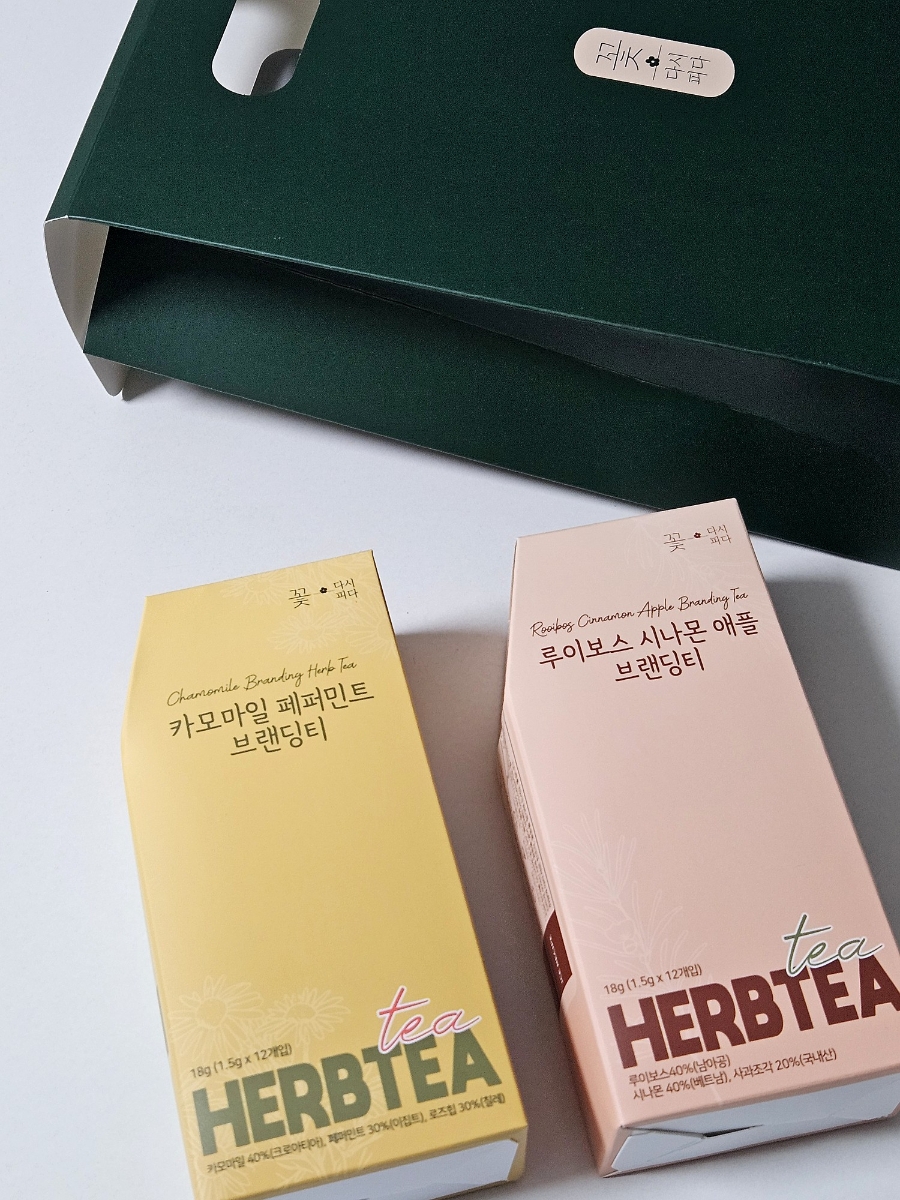 꽃 다시
피다
꽃 다시
피다
Chamomile Branding Herb Tea
카모마일 페퍼민트
브랜딩티
tea
18g (1.5g x 12개입)
HERBTEA
카모마일 40%(크로아티아), 페퍼민트 30%(이집트), 로즈힙 30%(칠레)
꽃 다시
피다
Rooibos Cinnamon Apple Branding Tea
루이보스 시나몬 애플
브랜딩티
tea
18g (1.5g x 12개입)
HERBTEA
루이보스40%(남아공)
시나몬 40%(베트남), 사과조각 20%(국내산)